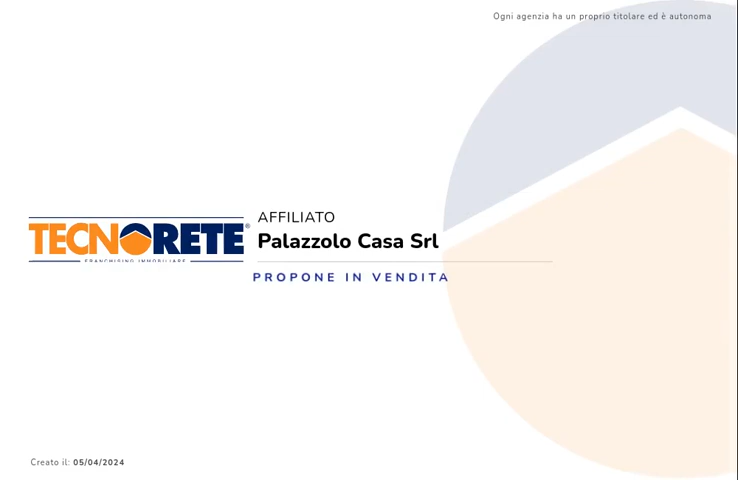 Ogni agenzia ha un proprio titolare ed è autonoma
TECNORETE®
FRANCHISING IMMOBILIARE
AFFILIATO
Palazzolo Casa Srl
PROPONE IN VENDITA
Creato il: 05/04/2024